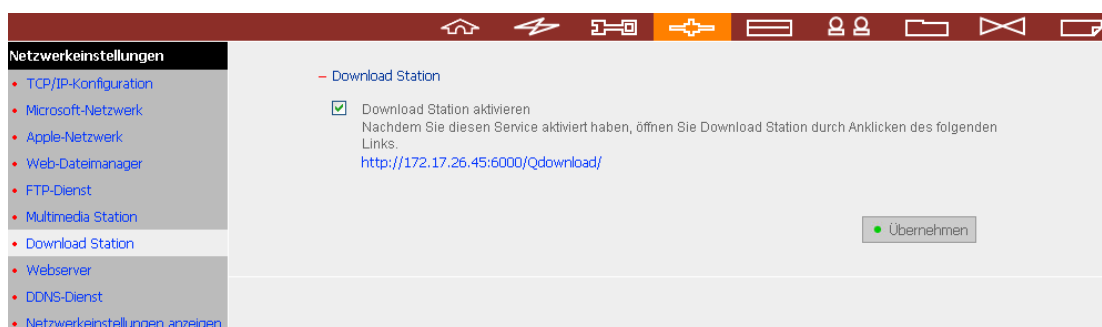 Netzwerkeinstellungen
TCP/IP-Konfiguration
Microsoft-Netzwerk
Apple-Netzwerk
Web-Dateimanager
FTP-Dienst
Multimedia Station
Download Station
Webserver
DDNS-Dienst
Netzwerkeinstellungen anzeigen
– Download Station
Download Station aktivieren
Nachdem Sie diesen Service aktiviert haben, öffnen Sie Download Station durch Anklicken des folgenden
Links.
http://172.17.26.45:6000/Qdownload/
Übernehmen